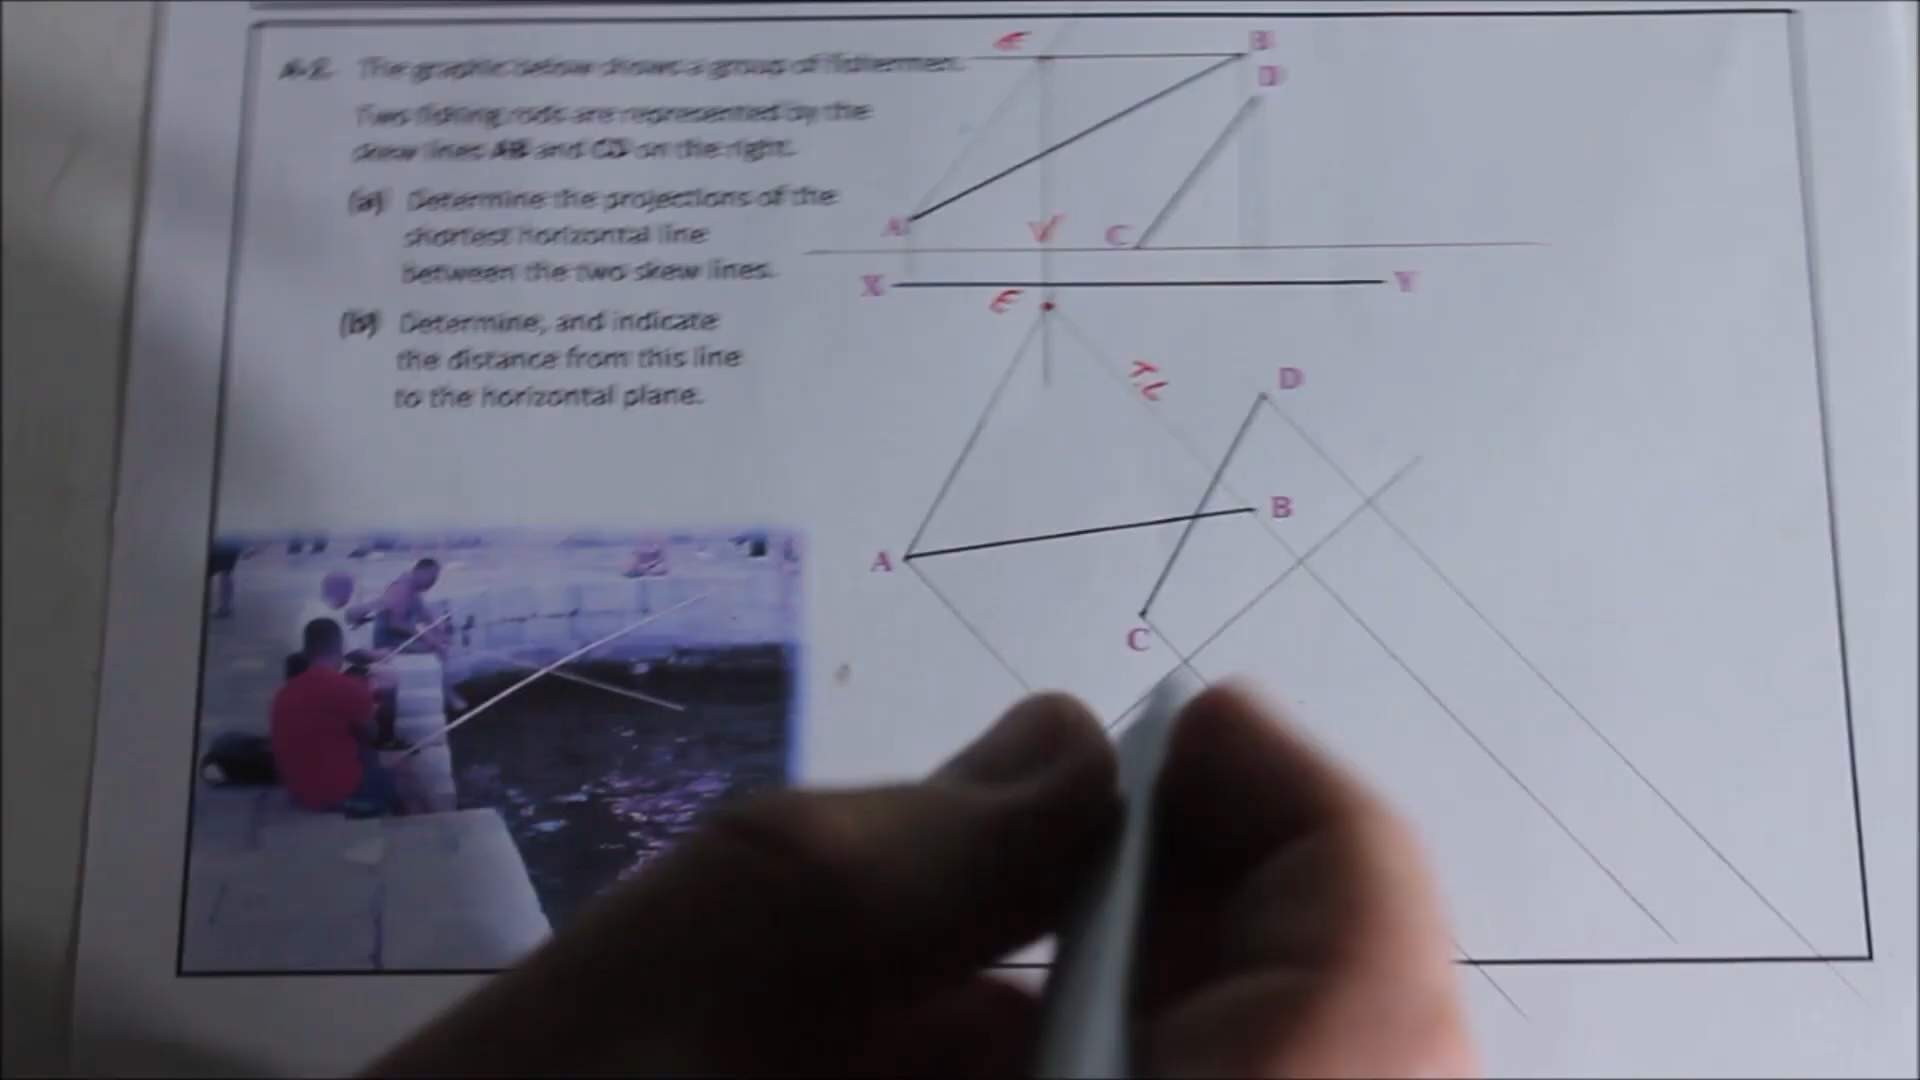 A-2. The graphic below shows a group of fishermen.
Two fishing rods are represented by the
skew lines AB and CD on the right.
(a) Determine the projections of the
shortest horizontal line
between the two skew lines.
(b) Determine, and indicate
the distance from this line
to the horizontal plane.
E
B
D
A
C
X
Y
E
T.L
D
B
A
C